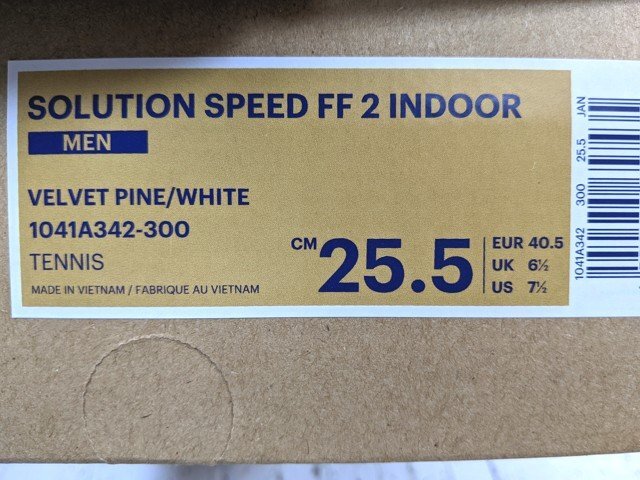 SOLUTION SPEED FF 2 INDOOR
MEN
VELVET PINE/WHITE
1041A342-300
TENNIS
MADE IN VIETNAM / FABRIQUE AU VIETNAM
CM 25.5
EUR 40.5
UK 6½
US 7½
1041A342 300 25.5 JAN